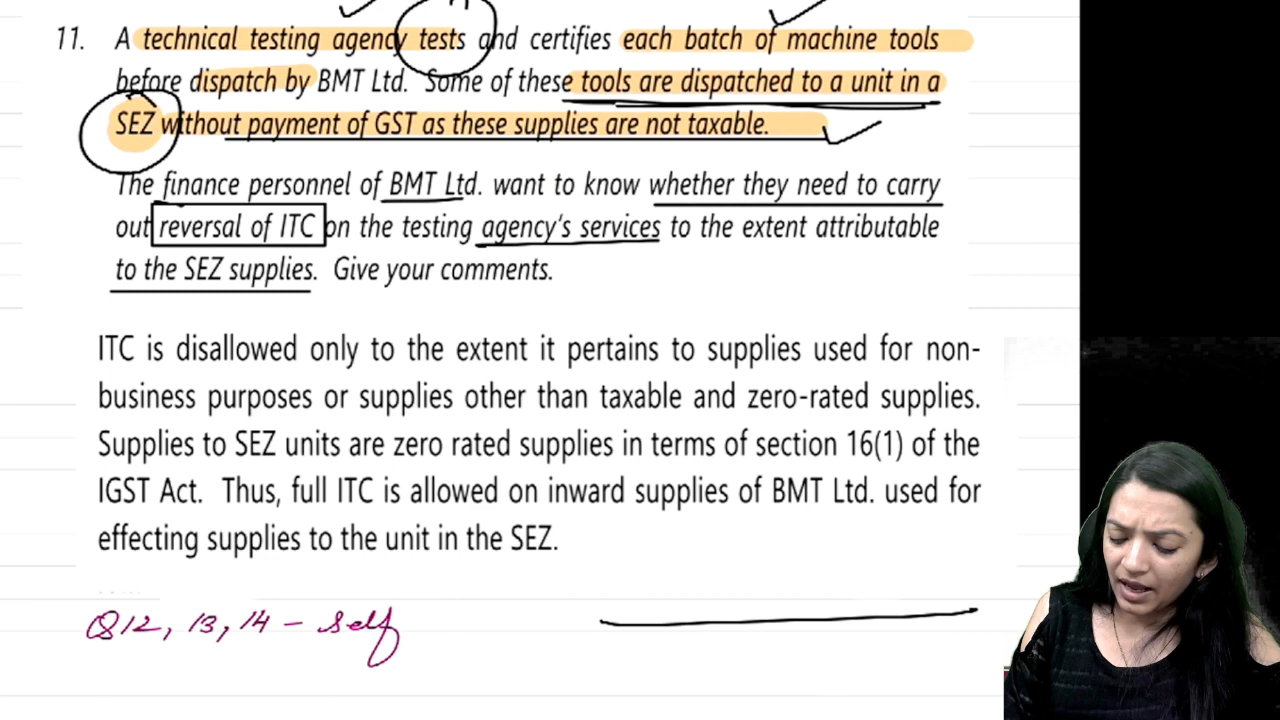 11. A technical testing agency tests and certifies each batch of machine tools
before dispatch by BMT Ltd. Some of these tools are dispatched to a unit in a
SEZ without payment of GST as these supplies are not taxable.
The finance personnel of BMT Ltd. want to know whether they need to carry
out reversal of ITC on the testing agency's services to the extent attributable
to the SEZ supplies. Give your comments.
ITC is disallowed only to the extent it pertains to supplies used for non-
business purposes or supplies other than taxable and zero-rated supplies.
Supplies to SEZ units are zero rated supplies in terms of section 16(1) of the
IGST Act. Thus, full ITC is allowed on inward supplies of BMT Ltd. used for
effecting supplies to the unit in the SEZ.
Q12, 13, 14 - Self